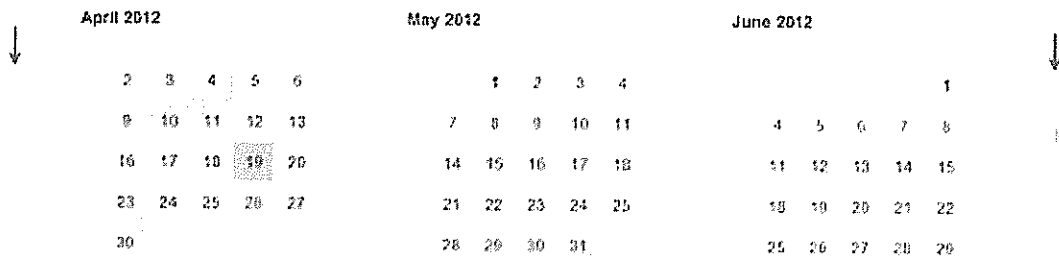 April 2012
2 3 4 5 6
9 10 11 12 13
16 17 18 19 20
23 24 25 26 27
30
May 2012
1 2 3 4
7 8 9 10 11
14 15 16 17 18
21 22 23 24 25
28 29 30 31
June 2012
1
4 5 6 7 8
11 12 13 14 15
18 19 20 21 22
25 26 27 28 29